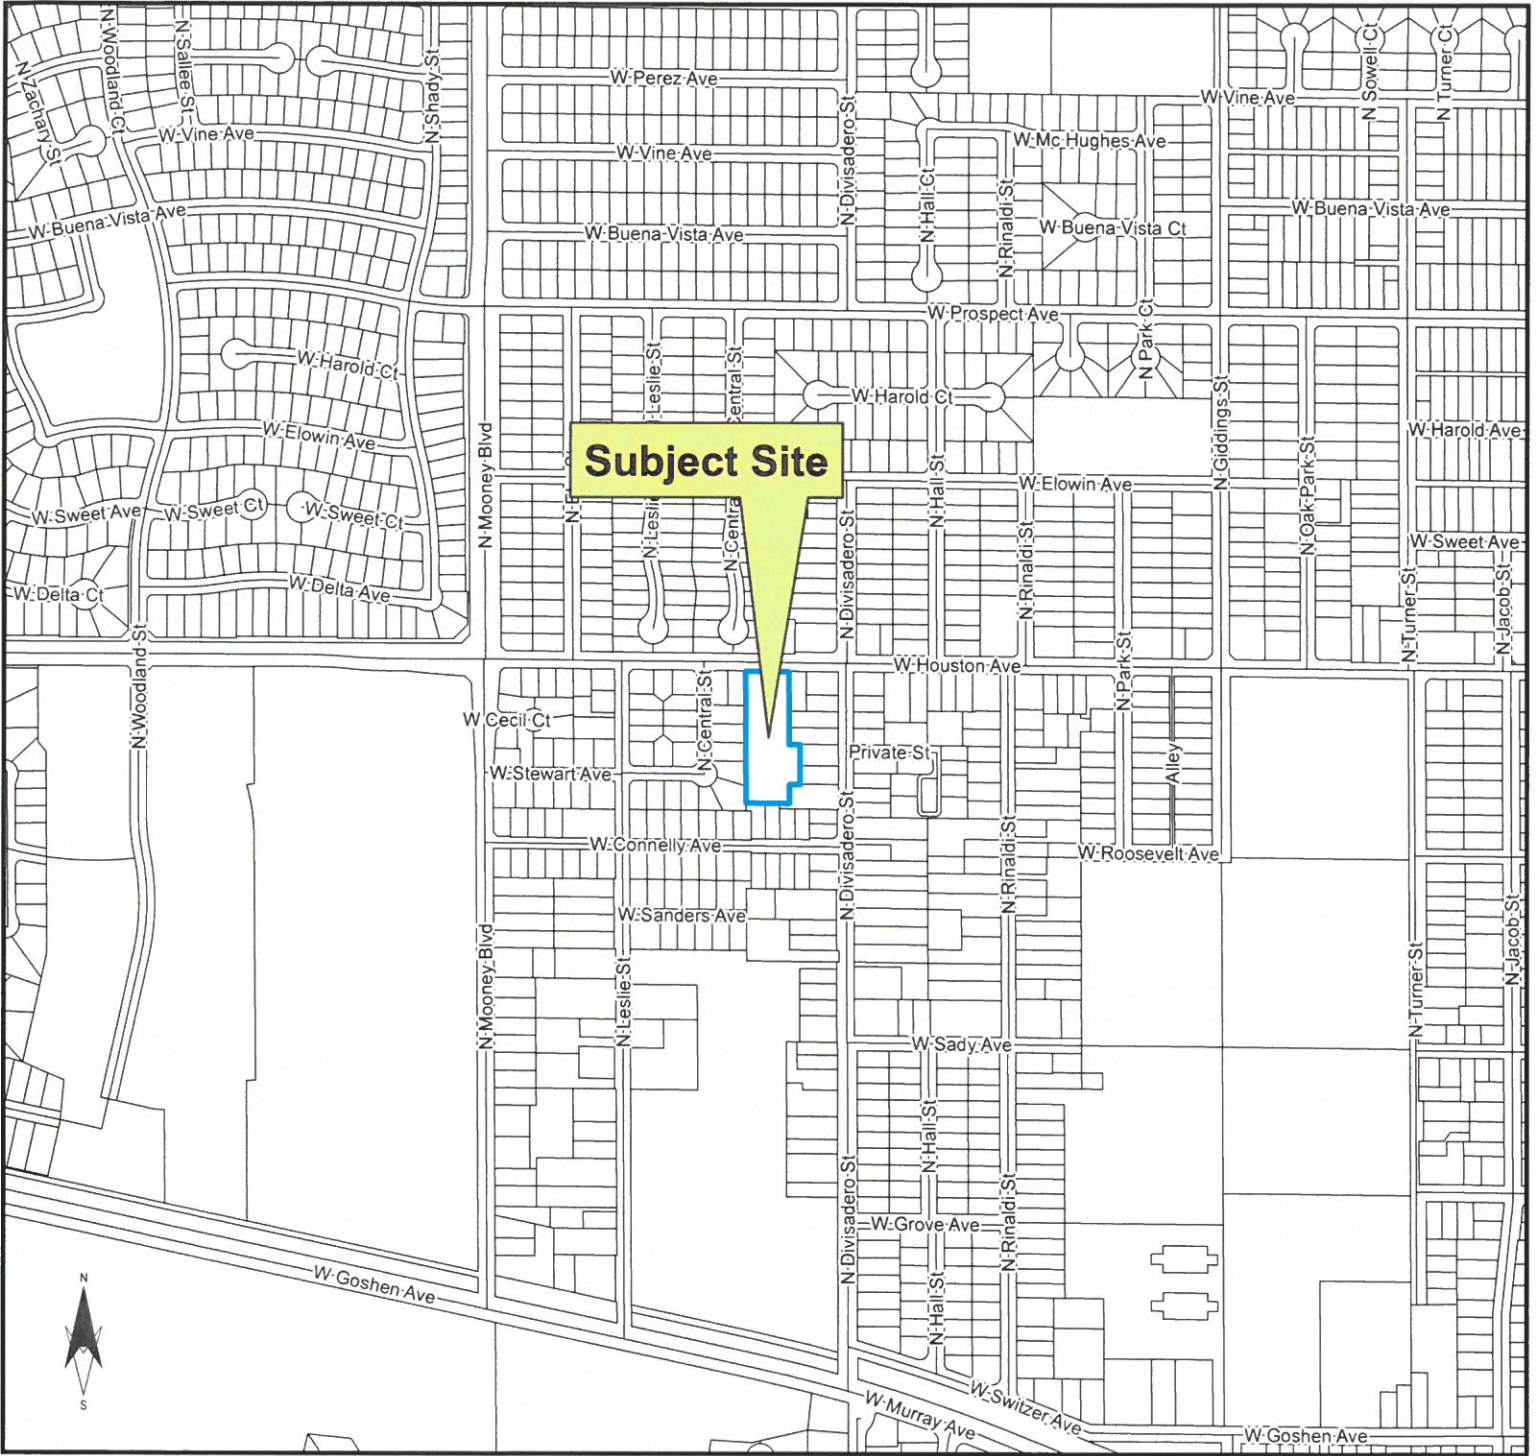 N Zachary St
N Woodland Ct
N Sallee St
N Shady St
W Perez Ave
N Divisadero St
W Vine Ave
N Sowell Ct
N Turner Ct
W Vine Ave
W Vine Ave
W Mc Hughes Ave
N Hall Ct
N Rinaldi St
W Buena Vista Ave
W Buena Vista Ave
W Buena Vista Ct
W Buena Vista Ave
W Prospect Ave
N Park Ct
W Harold Ct
N Leslie St
Central St
W Harold Ct
N Giddings St
W Elowin Ave
N Mooney Blvd
Subject Site
N Hall St
W Elowin Ave
N Oak Park St
W Harold Ave
W Sweet Ave
W Sweet Ct
W Sweet Ct
N Leslie
N Centra
N Divisadero St
N Rinaldi St
W Sweet Ave
W Delta Ct
W Delta Ave
N Turner St
N Jacob St
N Woodland St
W Houston Ave
N Park St
W Cecil Ct
N Central St
W Stewart Ave
Private St
Alley
W Connelly Ave
N Divisadero St
N Rinaldi St
W Roosevelt Ave
W Sanders Ave
N Mooney Blvd
N Leslie St
N Turner St
N Jacob St
W Sady Ave
N Hall St
N Divisadero St
N Rinaldi St
W Grove Ave
W Goshen Ave
N Hall St
N
S
W Switzer Ave
W Murray Ave
W Goshen Ave